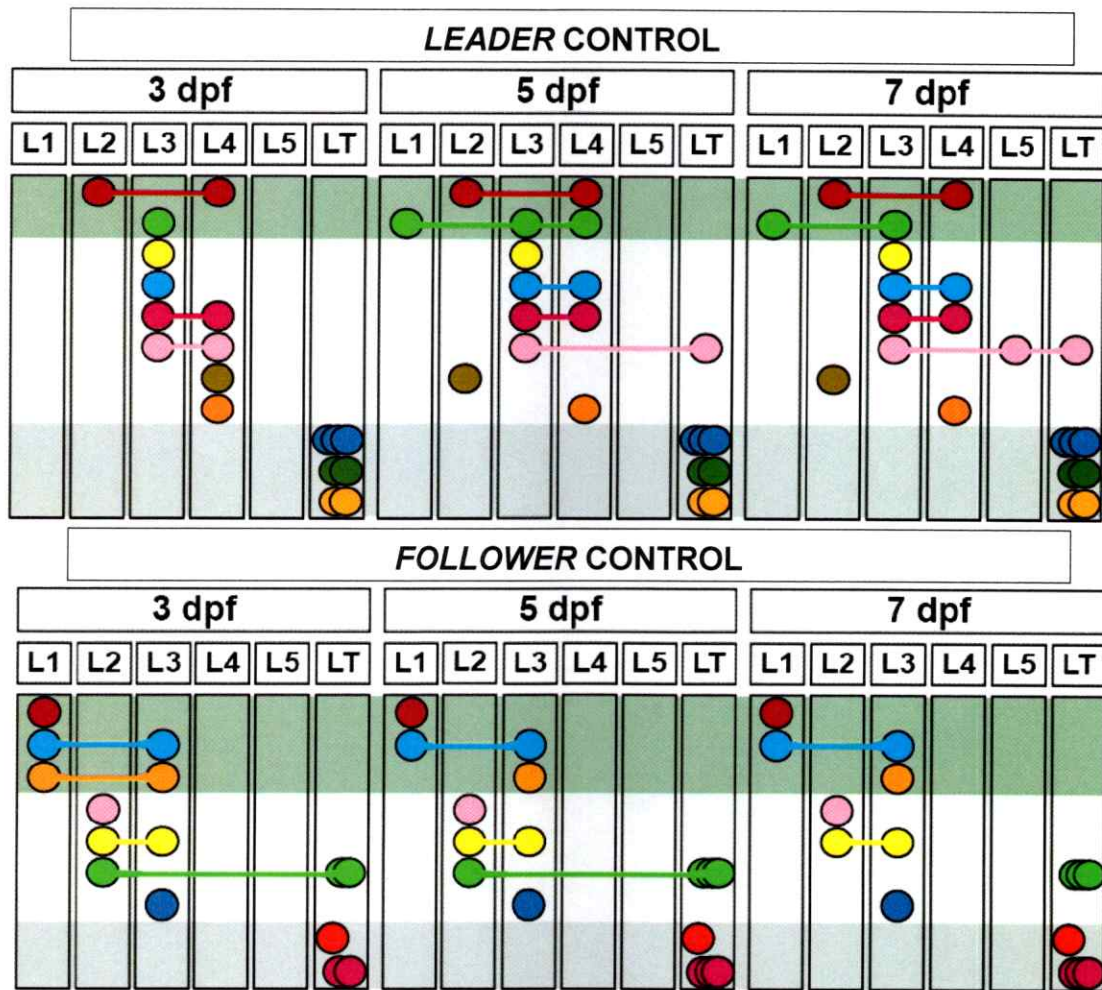 LEADER CONTROL
3 dpf 5 dpf 7 dpf
L1 L2 L3 L4 L5 LT L1 L2 L3 L4 L5 LT L1 L2 L3 L4 L5 LT
FOLLOWER CONTROL
3 dpf 5 dpf 7 dpf
L1 L2 L3 L4 L5 LT L1 L2 L3 L4 L5 LT L1 L2 L3 L4 L5 LT